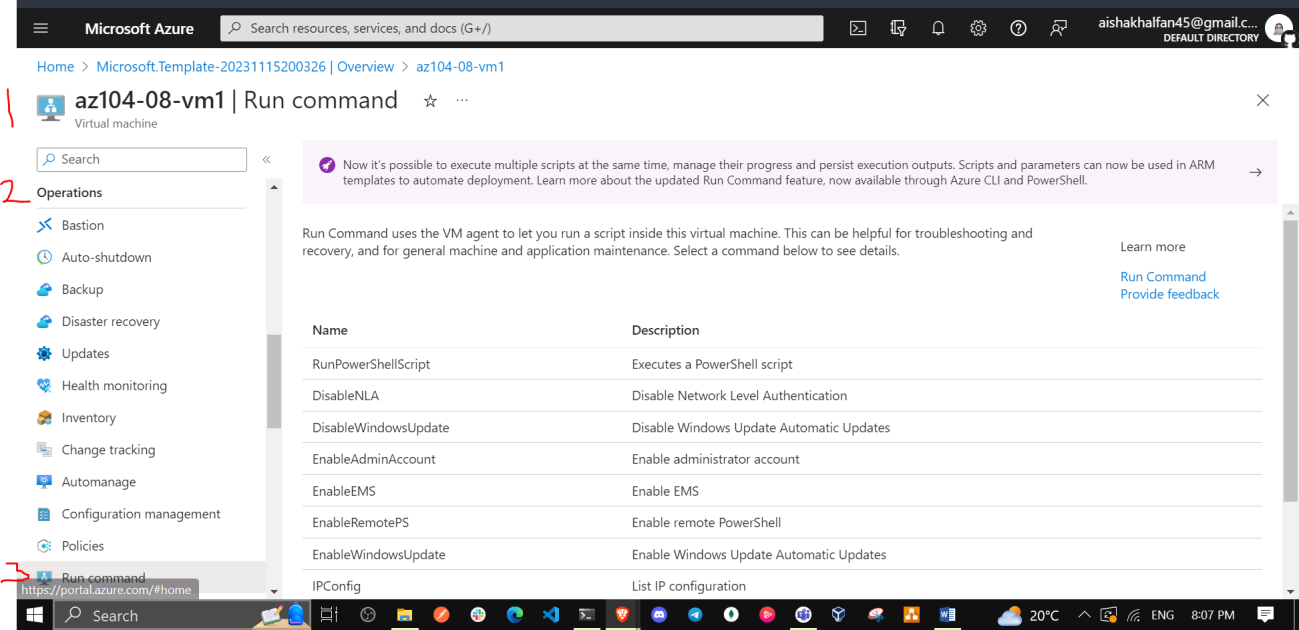 Microsoft Azure
Search resources, services, and docs (G+/)
aishakhalfan45@gmail.c...
DEFAULT DIRECTORY
Home > Microsoft.Template-20231115200326 | Overview > az104-08-vm1
1
az104-08-vm1 | Run command
Virtual machine
Search
Now it's possible to execute multiple scripts at the same time, manage their progress and persist execution outputs. Scripts and parameters can now be used in ARM
templates to automate deployment. Learn more about the updated Run Command feature, now available through Azure CLI and PowerShell.
2
Operations
Bastion
Auto-shutdown
Backup
Disaster recovery
Updates
Health monitoring
Inventory
Change tracking
Automanage
Configuration management
Policies
3
Run command
https://portal.azure.com/#home
Run Command uses the VM agent to let you run a script inside this virtual machine. This can be helpful for troubleshooting and
recovery, and for general machine and application maintenance. Select a command below to see details.
Learn more
Run Command
Provide feedback
Name Description
RunPowerShellScript Executes a PowerShell script
DisableNLA Disable Network Level Authentication
DisableWindowsUpdate Disable Windows Update Automatic Updates
EnableAdminAccount Enable administrator account
EnableEMS Enable EMS
EnableRemotePS Enable remote PowerShell
EnableWindowsUpdate Enable Windows Update Automatic Updates
IPConfig List IP configuration
Search
20°C ENG 8:07 PM